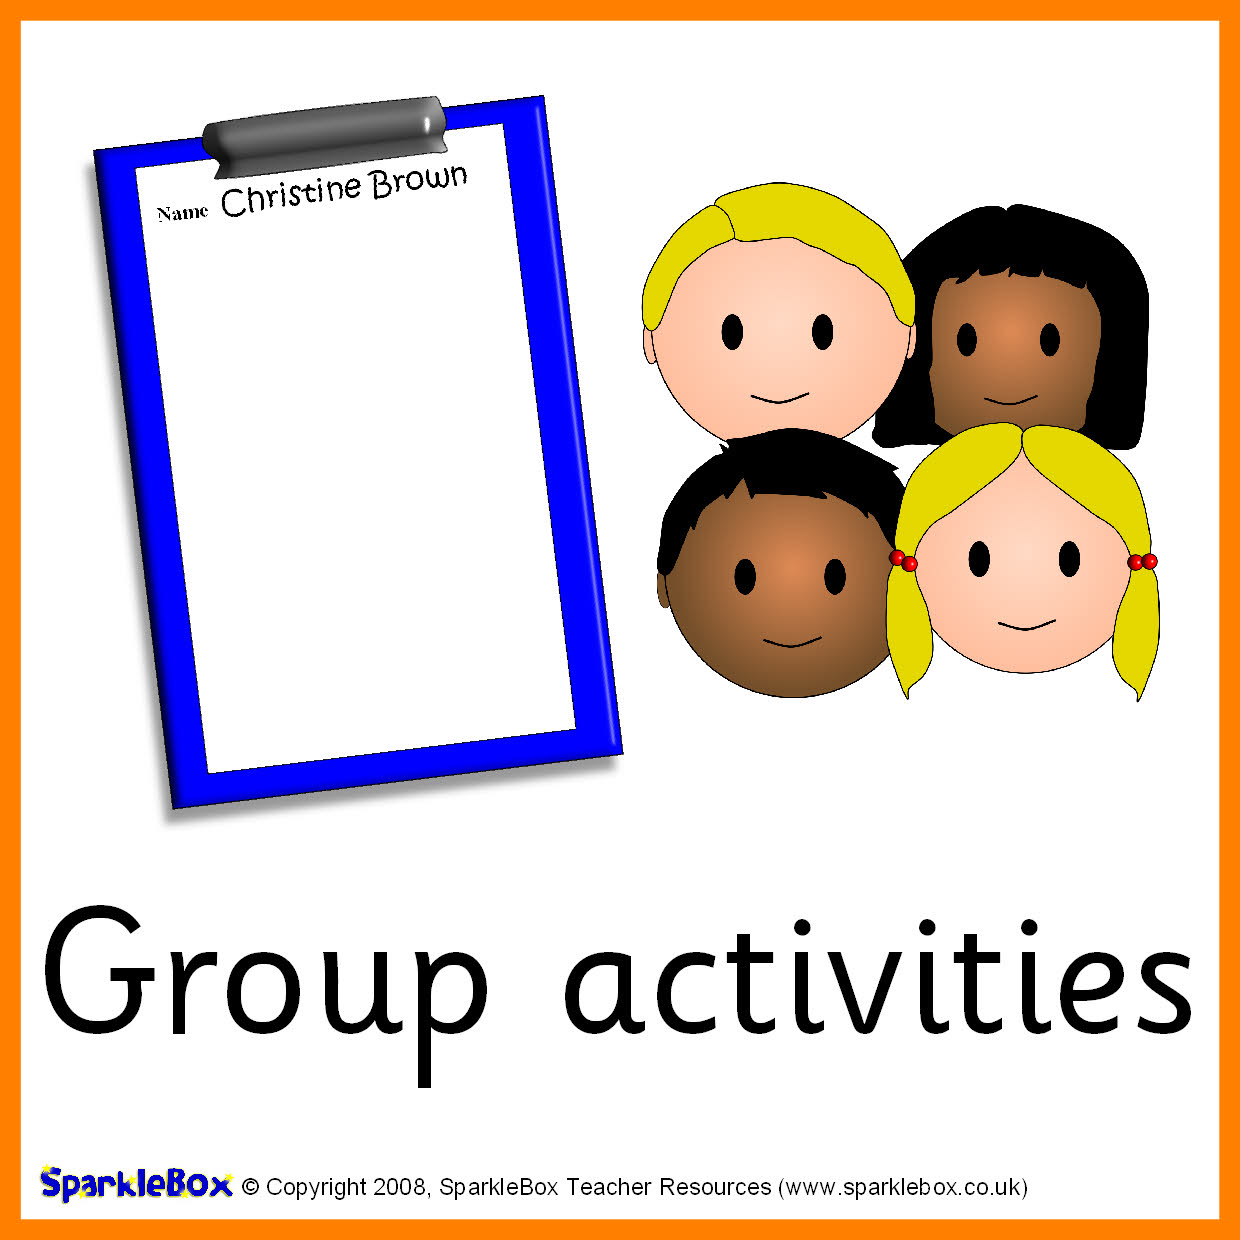 Name Christine Brown
Group activities
SparkleBox © Copyright 2008, SparkleBox Teacher Resources (www.sparklebox.co.uk)